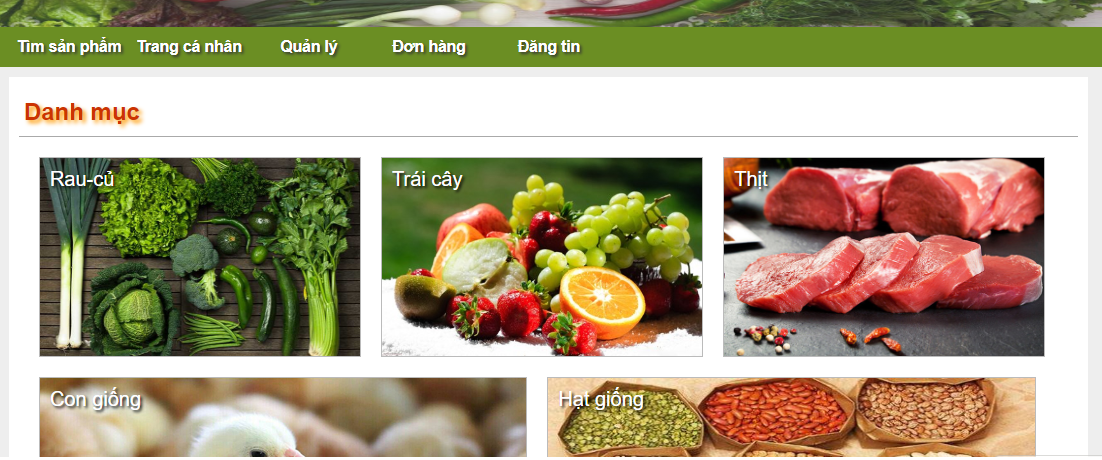 Tìm sản phẩm Trang cá nhân Quản lý Đơn hàng Đăng tin
Danh mục
Rau-củ Trái cây Thịt
Con giống Hạt giống